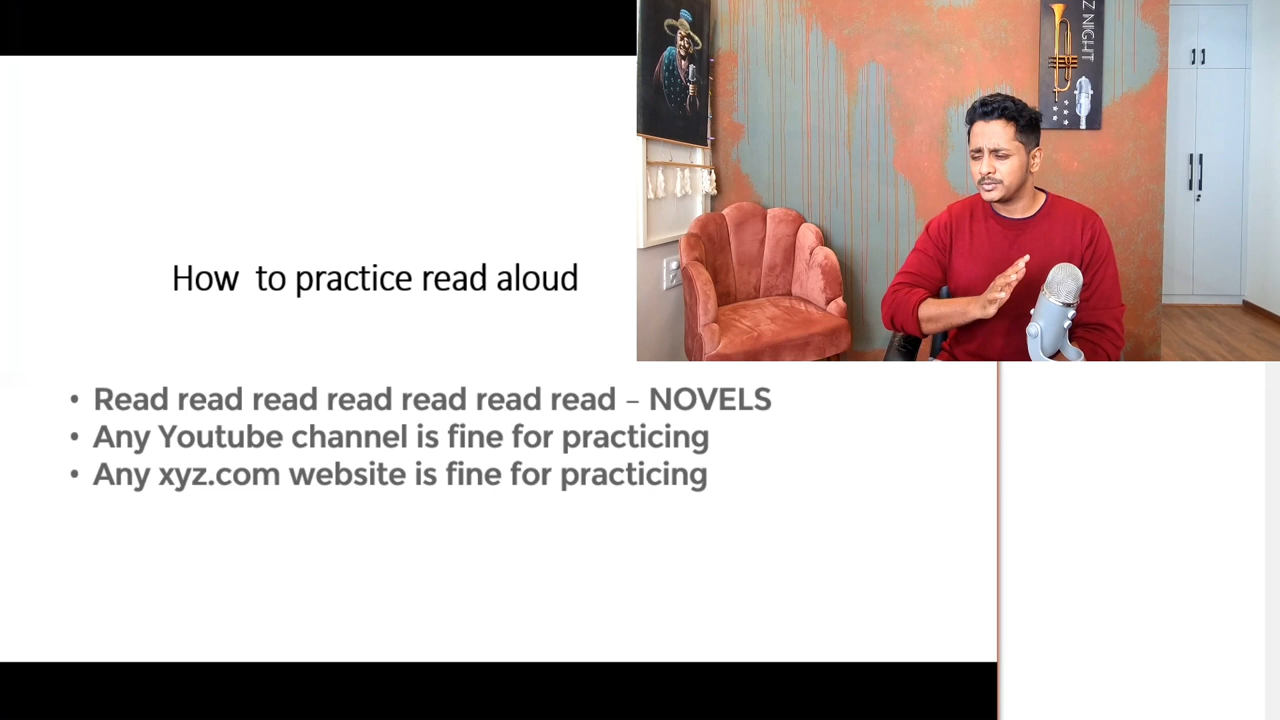 Z NIGHT
How  to practice read aloud
• Read read read read read read read – NOVELS
• Any Youtube channel is fine for practicing
• Any xyz.com website is fine for practicing